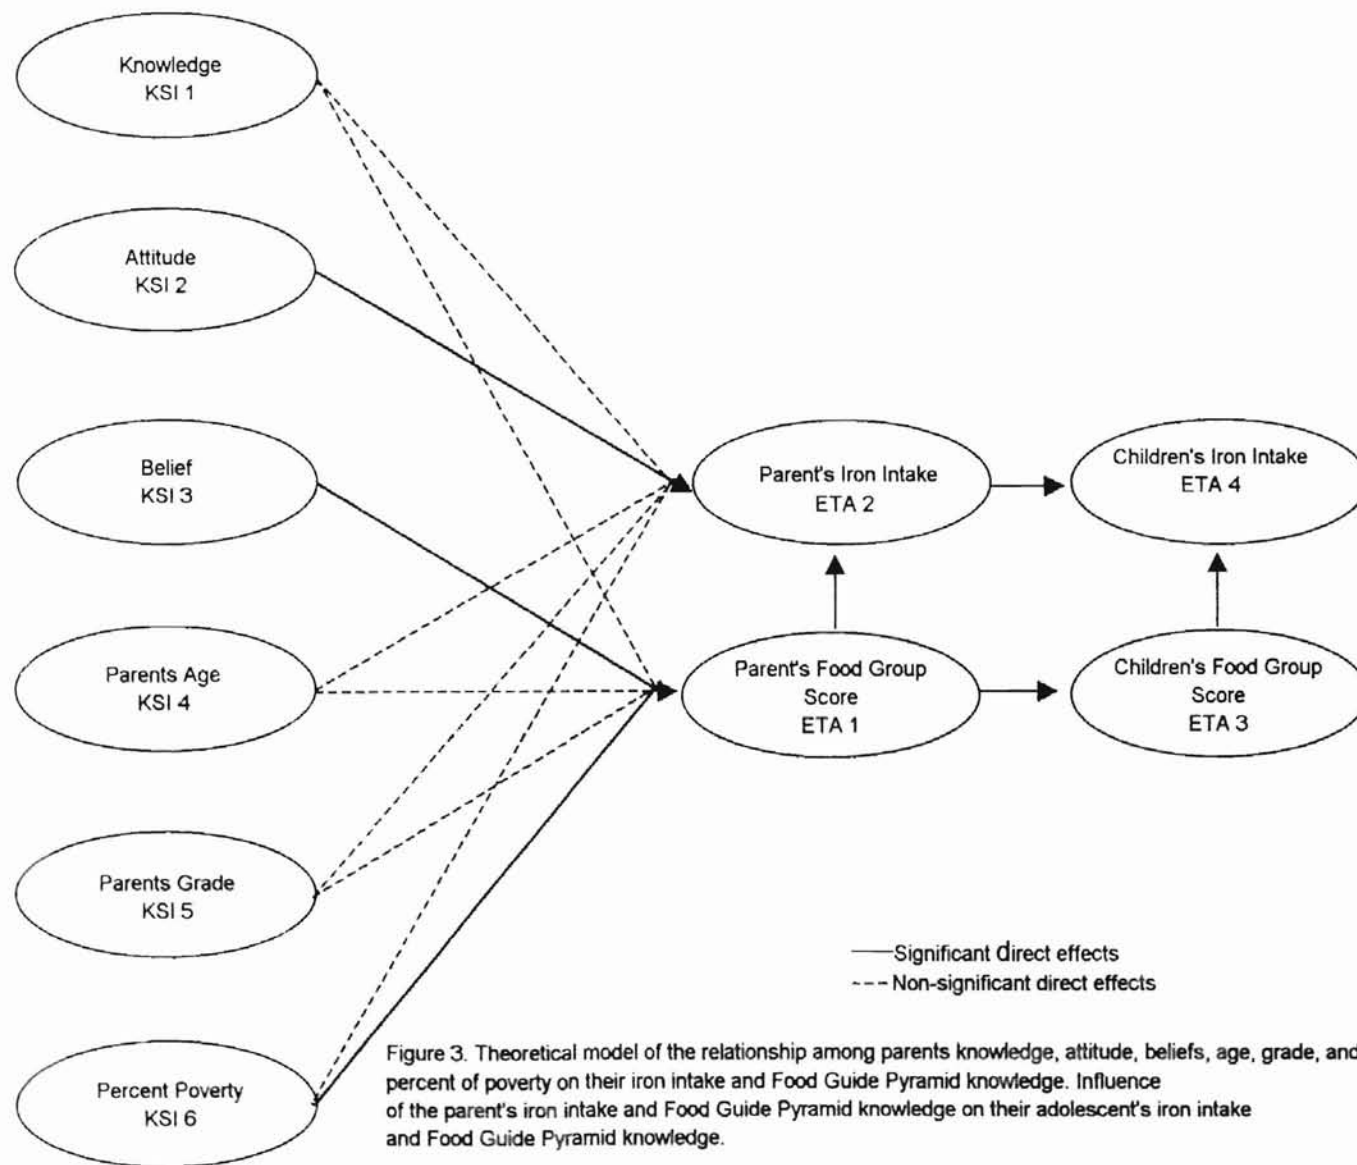 Knowledge
KSI 1
Attitude
KSI 2
Belief
KSI 3
Parent's Iron Intake
ETA 2
Children's Iron Intake
ETA 4
Parents Age
KSI 4
Parent's Food Group
Score
ETA 1
Children's Food Group
Score
ETA 3
Parents Grade
KSI 5
Significant direct effects
Non-significant direct effects
Percent Poverty
KSI 6
Figure 3. Theoretical model of the relationship among parents knowledge, attitude, beliefs, age, grade, and
percent of poverty on their iron intake and Food Guide Pyramid knowledge. Influence
of the parent's iron intake and Food Guide Pyramid knowledge on their adolescent's iron intake
and Food Guide Pyramid knowledge.